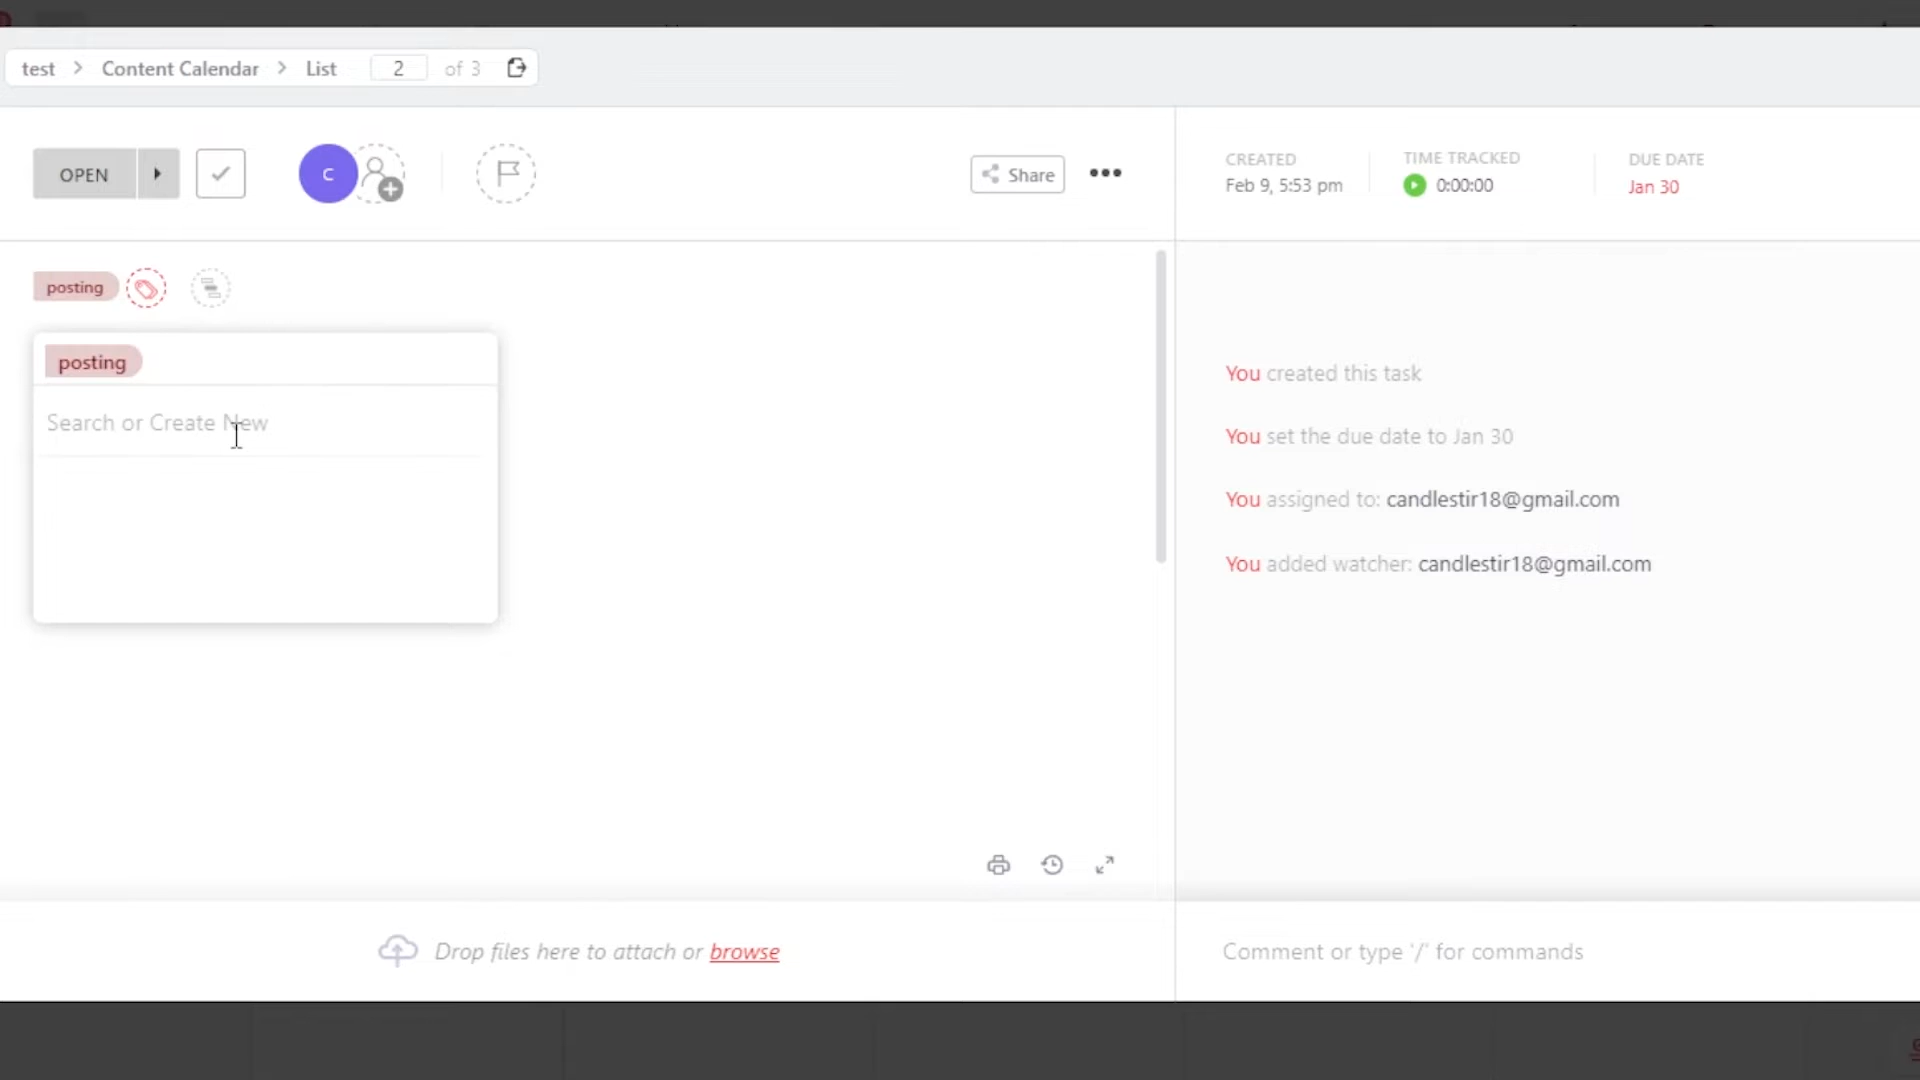 test > Content Calendar > List 2 of 3
OPEN
C
Share
CREATED
Feb 9, 5:53 pm
TIME TRACKED
0:00:00
DUE DATE
Jan 30
posting
posting
Search or Create New
You created this task
You set the due date to Jan 30
You assigned to: candlestir18@gmail.com
You added watcher: candlestir18@gmail.com
Drop files here to attach or browse
Comment or type '/' for commands